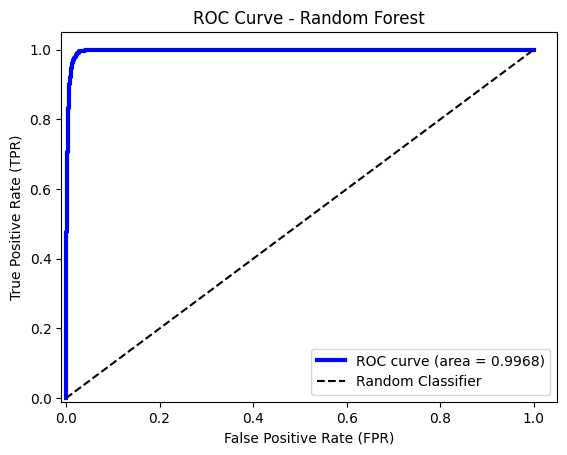 ROC Curve - Random Forest
True Positive Rate (TPR)
1.0
0.8
0.6
0.4
0.2
0.0
0.0 0.2 0.4 0.6 0.8 1.0
False Positive Rate (FPR)
ROC curve (area = 0.9968)
Random Classifier